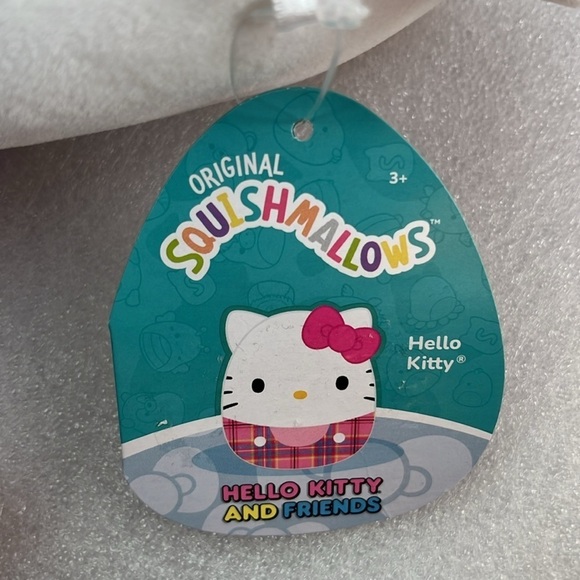 ORIGINAL
SQUISHMALLOWS™
3+
Hello
Kitty®
HELLO KITTY
AND FRIENDS